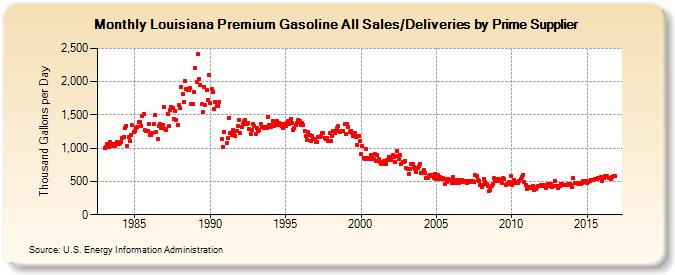 Monthly Louisiana Premium Gasoline All Sales/Deliveries by Prime Supplier
Thousand Gallons per Day
2,500
2,000
1,500
1,000
500
0
1985 1990 1995 2000 2005 2010 2015
Source: U.S. Energy Information Administration